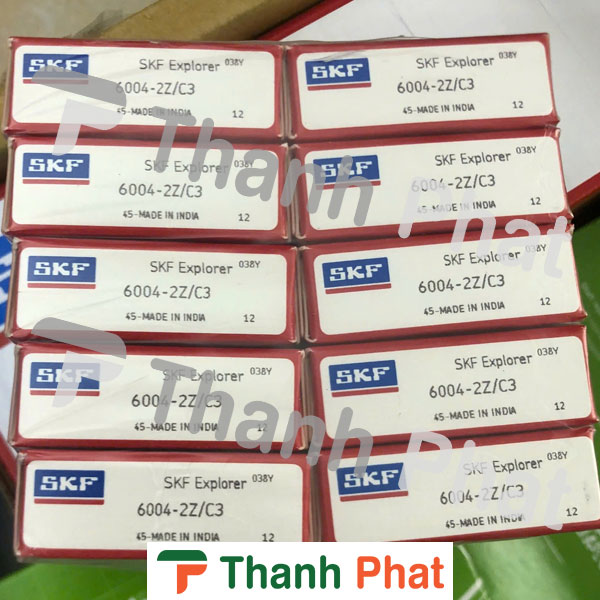 SKF SKF Explorer 038Y
6004-2Z/C3
45-MADE IN INDIA 12
SKF SKF Explorer 038Y
6004-2Z/C3
45-MADE IN INDIA 12
SKF SKF Explorer 038Y
6004-2Z/C3
45-MADE IN INDIA 12
SKF SKF Explorer 038Y
6004-2Z/C3
45-MADE IN INDIA 12
SKF SKF Explorer 038Y
6004-2Z/C3
45-MADE IN INDIA 12
SKF SKF Explorer 038Y
6004-2Z/C3
45-MADE IN INDIA 12
SKF SKF Explorer 038Y
6004-2Z/C3
45-MADE IN INDIA 12
SKF SKF Explorer 038Y
6004-2Z/C3
45-MADE IN INDIA 12
SKF SKF Explorer 038Y
6004-2Z/C3
45-MADE IN INDIA 12
SKF SKF Explorer 038Y
6004-2Z/C3
45-MADE IN INDIA 12
Thanh Phat
Thanh Phat
Thanh Phat